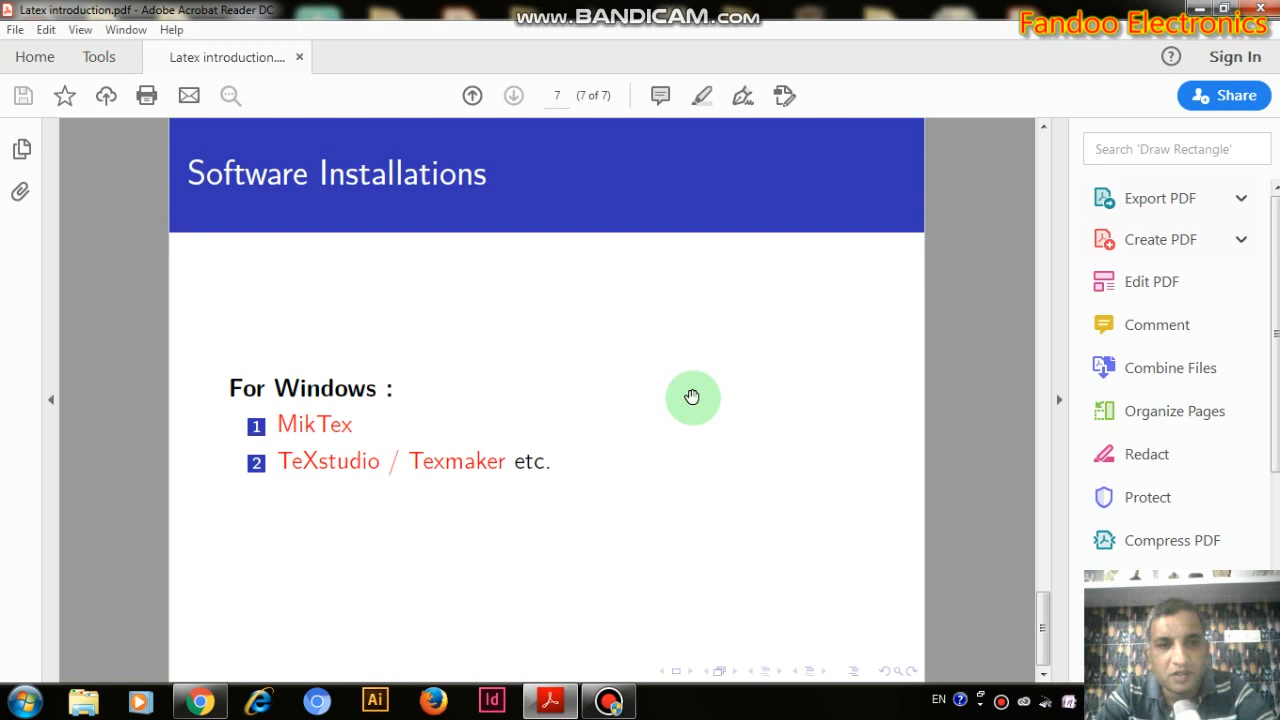 Latex introduction.pdf - Adobe Acrobat Reader DC
www.BANDICAM.com
Fandoo Electronics
File Edit View Window Help
Home Tools Latex introduction.... × Sign In
7 (7 of 7) Share
Software Installations
For Windows :
1 MikTex
2 TeXstudio / Texmaker etc.
Search 'Draw Rectangle'
Export PDF
Create PDF
Edit PDF
Comment
Combine Files
Organize Pages
Redact
Protect
Compress PDF
Ai Id EN